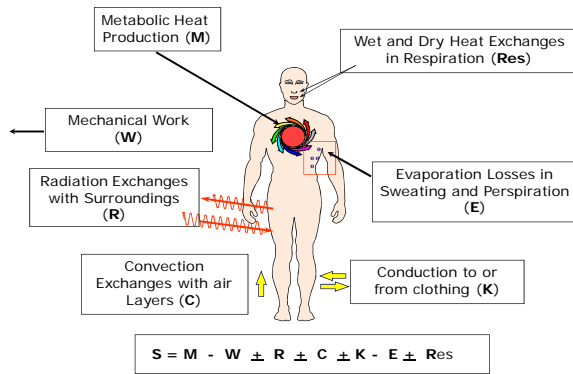 Metabolic Heat
Production (M)
Wet and Dry Heat Exchanges
in Respiration (Res)
Mechanical Work
(W)
Evaporation Losses in
Sweating and Perspiration
(E)
Radiation Exchanges
with Surroundings
(R)
Convection
Exchanges with air
Layers (C)
Conduction to or
from clothing (K)
S = M - W ± R ± C ± K - E ± Res